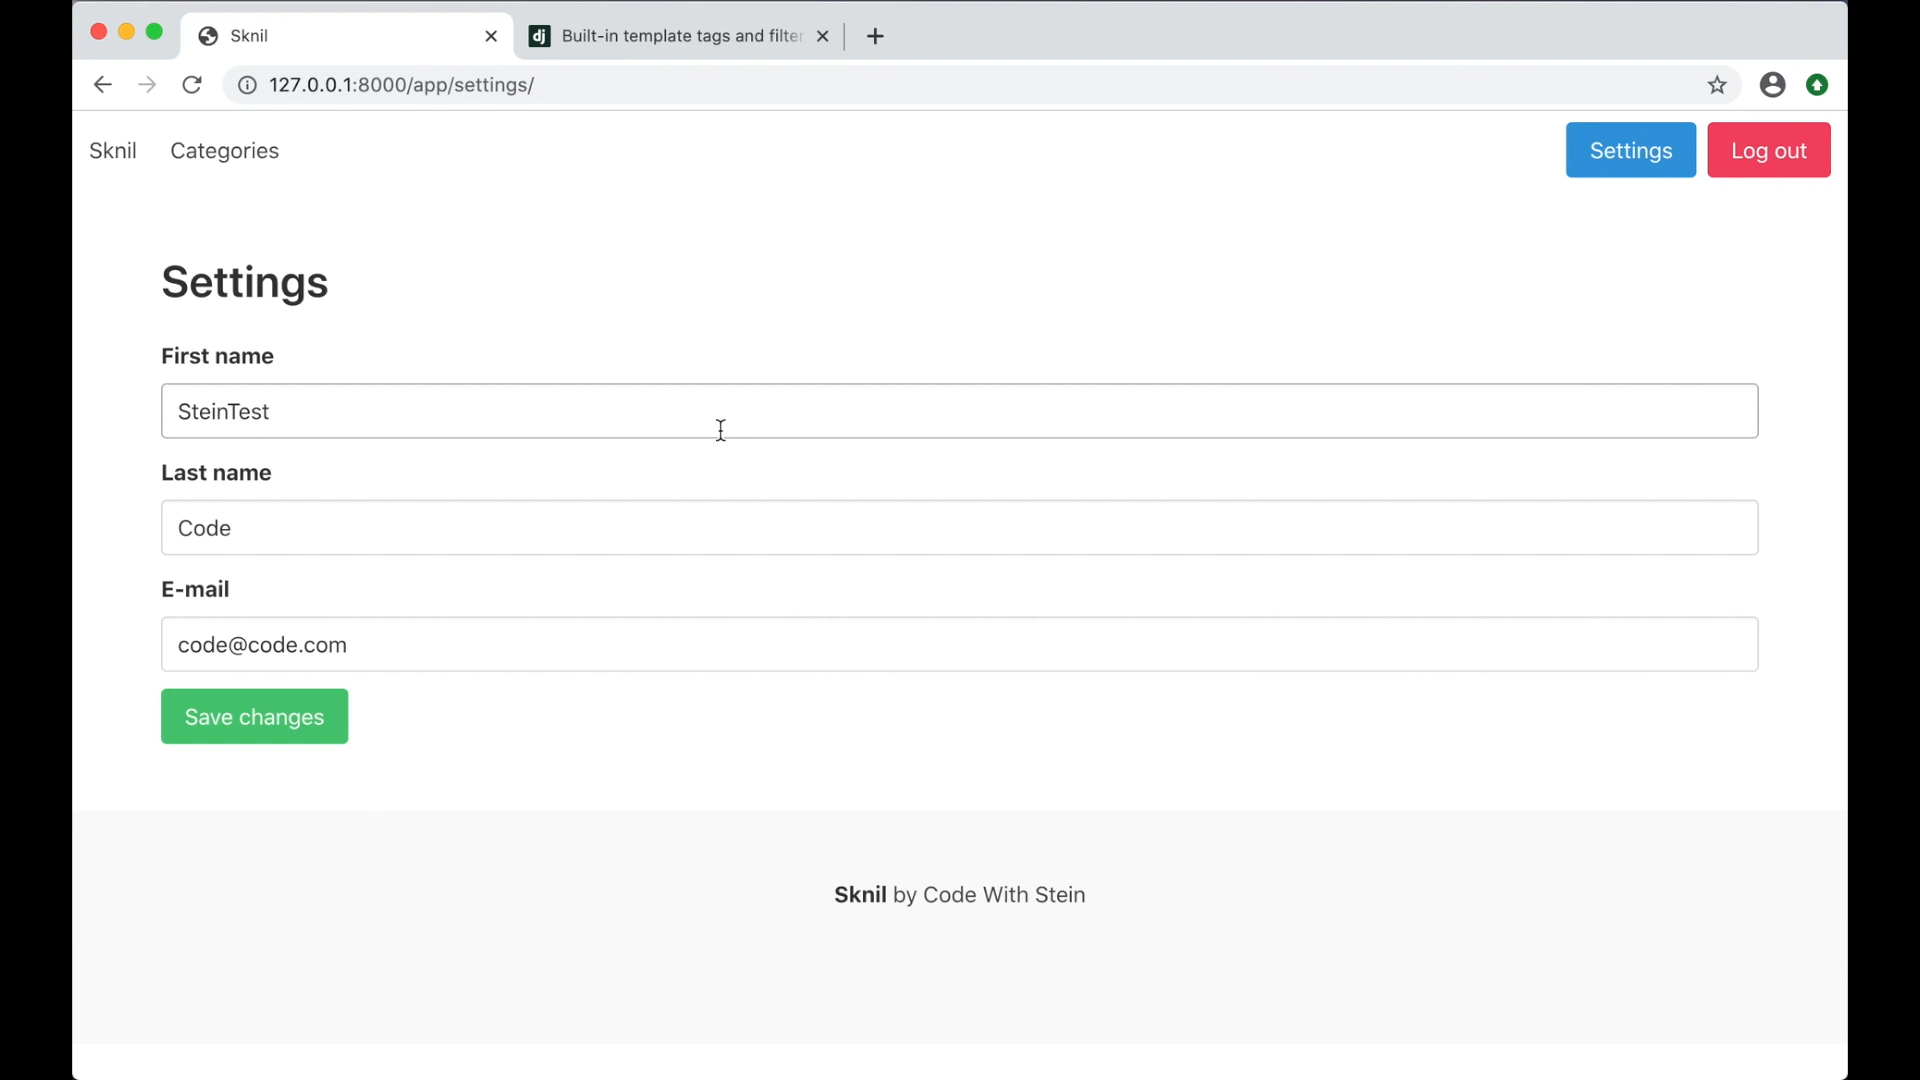 Sknil
Built-in template tags and filter
127.0.0.1:8000/app/settings/
Sknil Categories Settings Log out
Settings
First name
SteinTest
Last name
Code
E-mail
code@code.com
Save changes
Sknil by Code With Stein